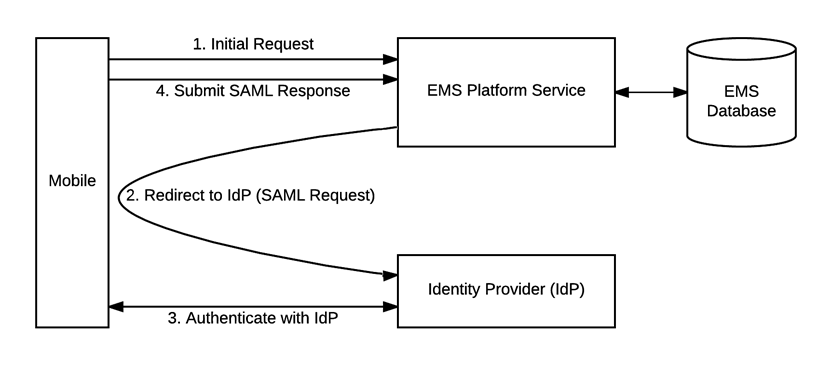 1. Initial Request
4. Submit SAML Response
EMS Platform Service
EMS
Database
Mobile
2. Redirect to IdP (SAML Request)
Identity Provider (IdP)
3. Authenticate with IdP